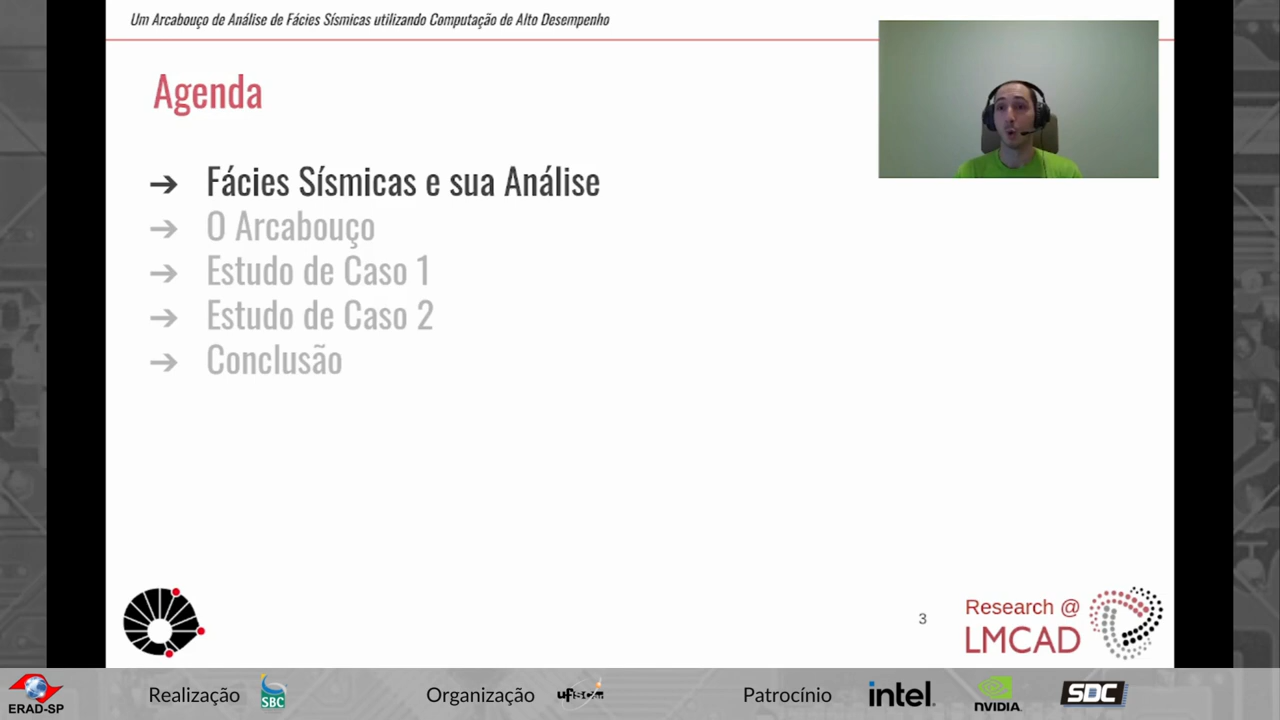 Um Arcabouço de Análise de Fácies Sísmicas utilizando Computação de Alto Desempenho
Agenda
➔ Fácies Sísmicas e sua Análise
➔ O Arcabouço
➔ Estudo de Caso 1
➔ Estudo de Caso 2
➔ Conclusão
3
Research @
LMCAD
ERAD-SP
Realização
SBC
Organização
ufscar
Patrocínio
intel.
NVIDIA.
SDC